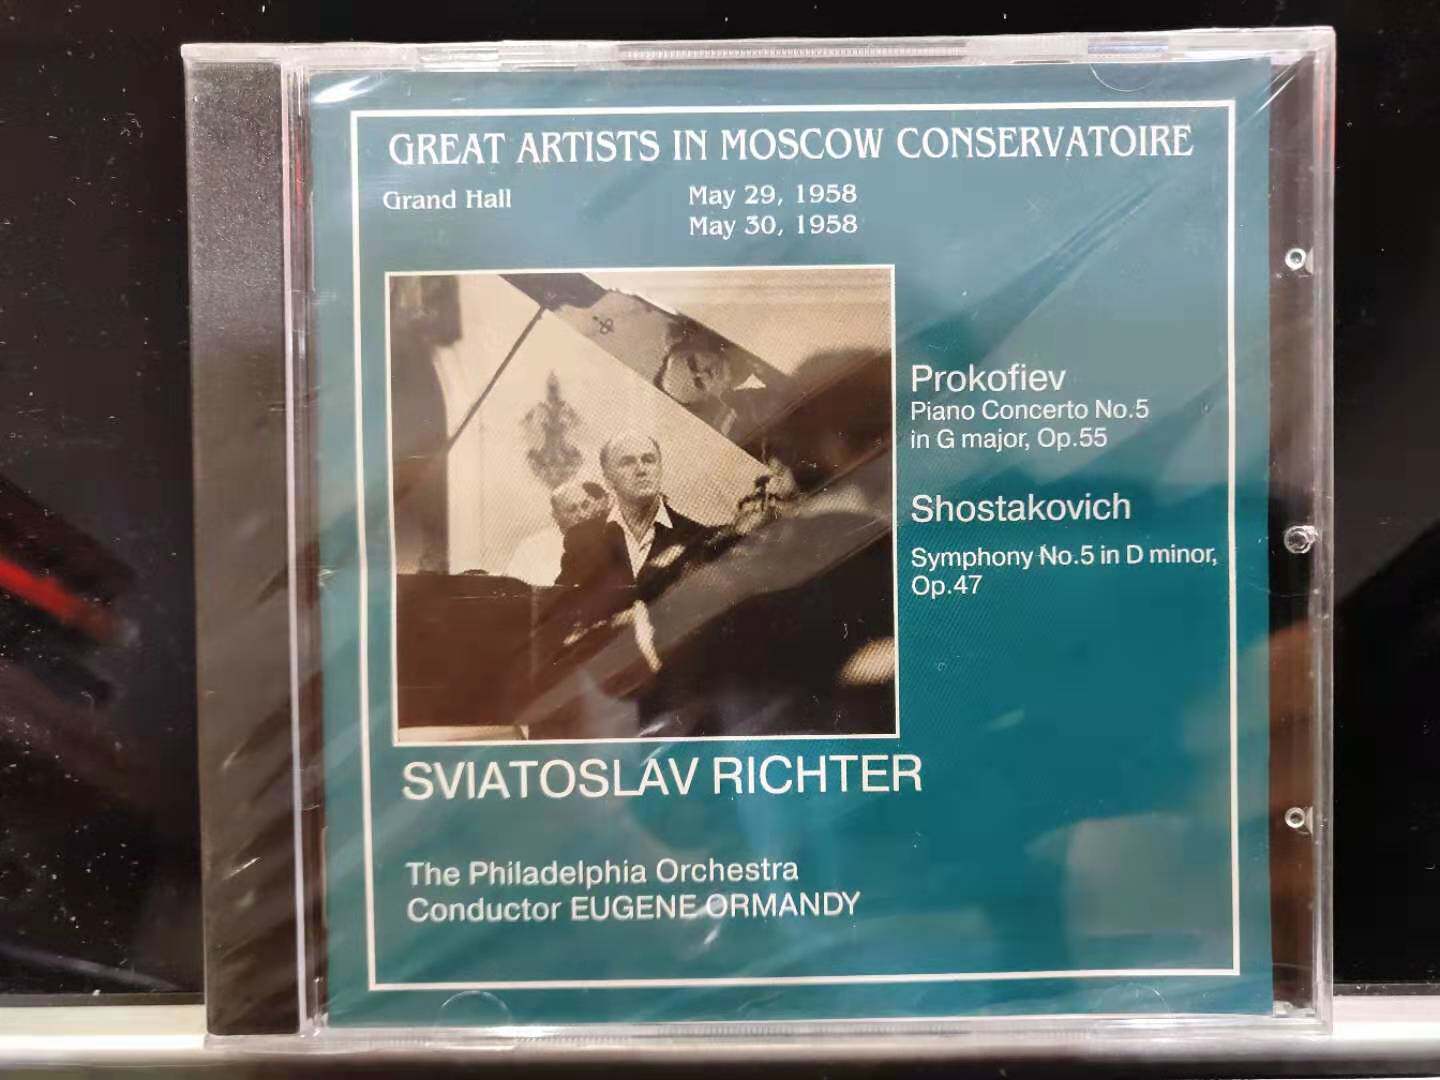 GREAT ARTISTS IN MOSCOW CONSERVATOIRE
Grand Hall
May 29, 1958
May 30, 1958
Prokofiev
Piano Concerto No.5
in G major, Op.55
Shostakovich
Symphony No.5 in D minor,
Op.47
SVIATOSLAV RICHTER
The Philadelphia Orchestra
Conductor EUGENE ORMANDY